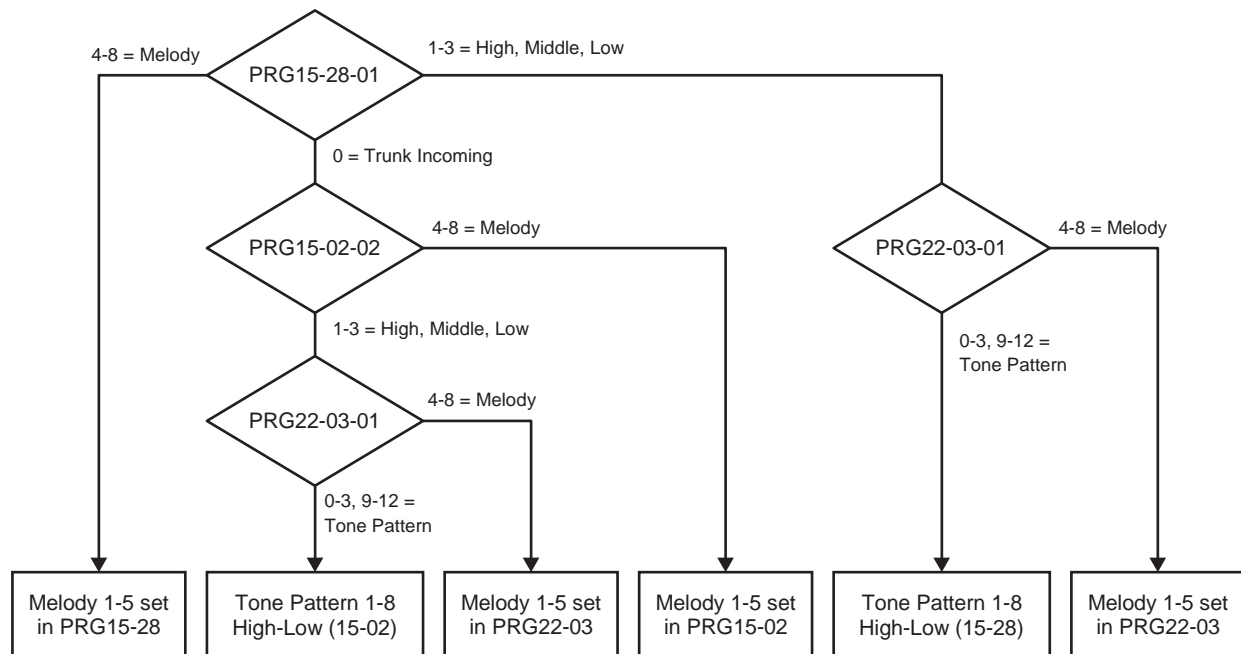 4-8 = Melody
1-3 = High, Middle, Low
PRG15-28-01
0 = Trunk Incoming
PRG15-02-02
4-8 = Melody
PRG22-03-01
4-8 = Melody
1-3 = High, Middle, Low
0-3, 9-12 =
Tone Pattern
PRG22-03-01
4-8 = Melody
0-3, 9-12 =
Tone Pattern
Melody 1-5 set
in PRG15-28
Tone Pattern 1-8
High-Low (15-02)
Melody 1-5 set
in PRG22-03
Melody 1-5 set
in PRG15-02
Tone Pattern 1-8
High-Low (15-28)
Melody 1-5 set
in PRG22-03